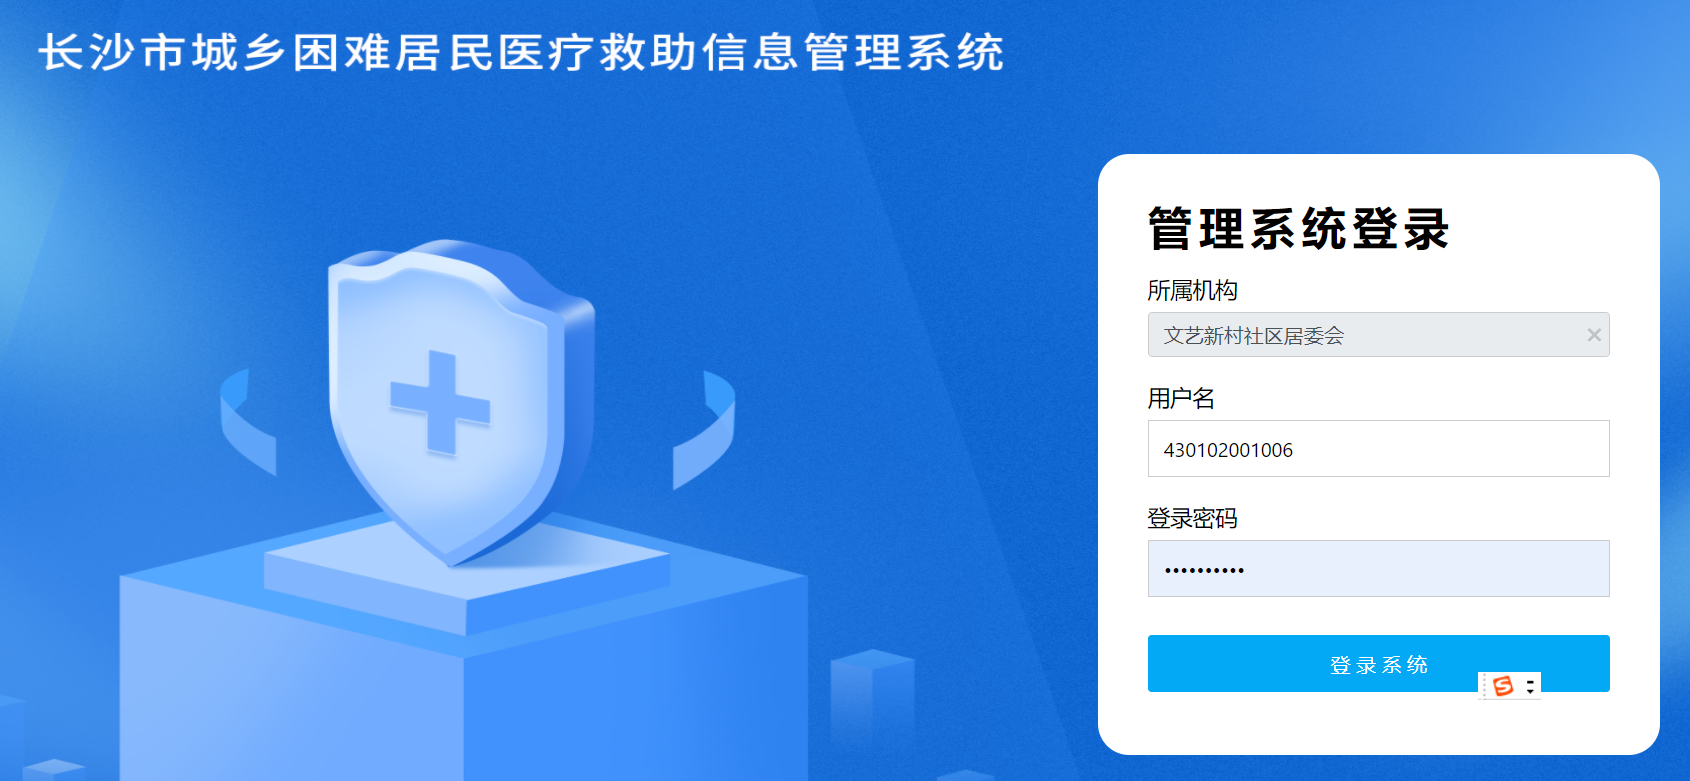 长沙市城乡困难居民医疗救助信息管理系统
管理系统登录
所属机构
文艺新村社区居委会
用户名
430102001006
登录密码
••••••••••
登录系统